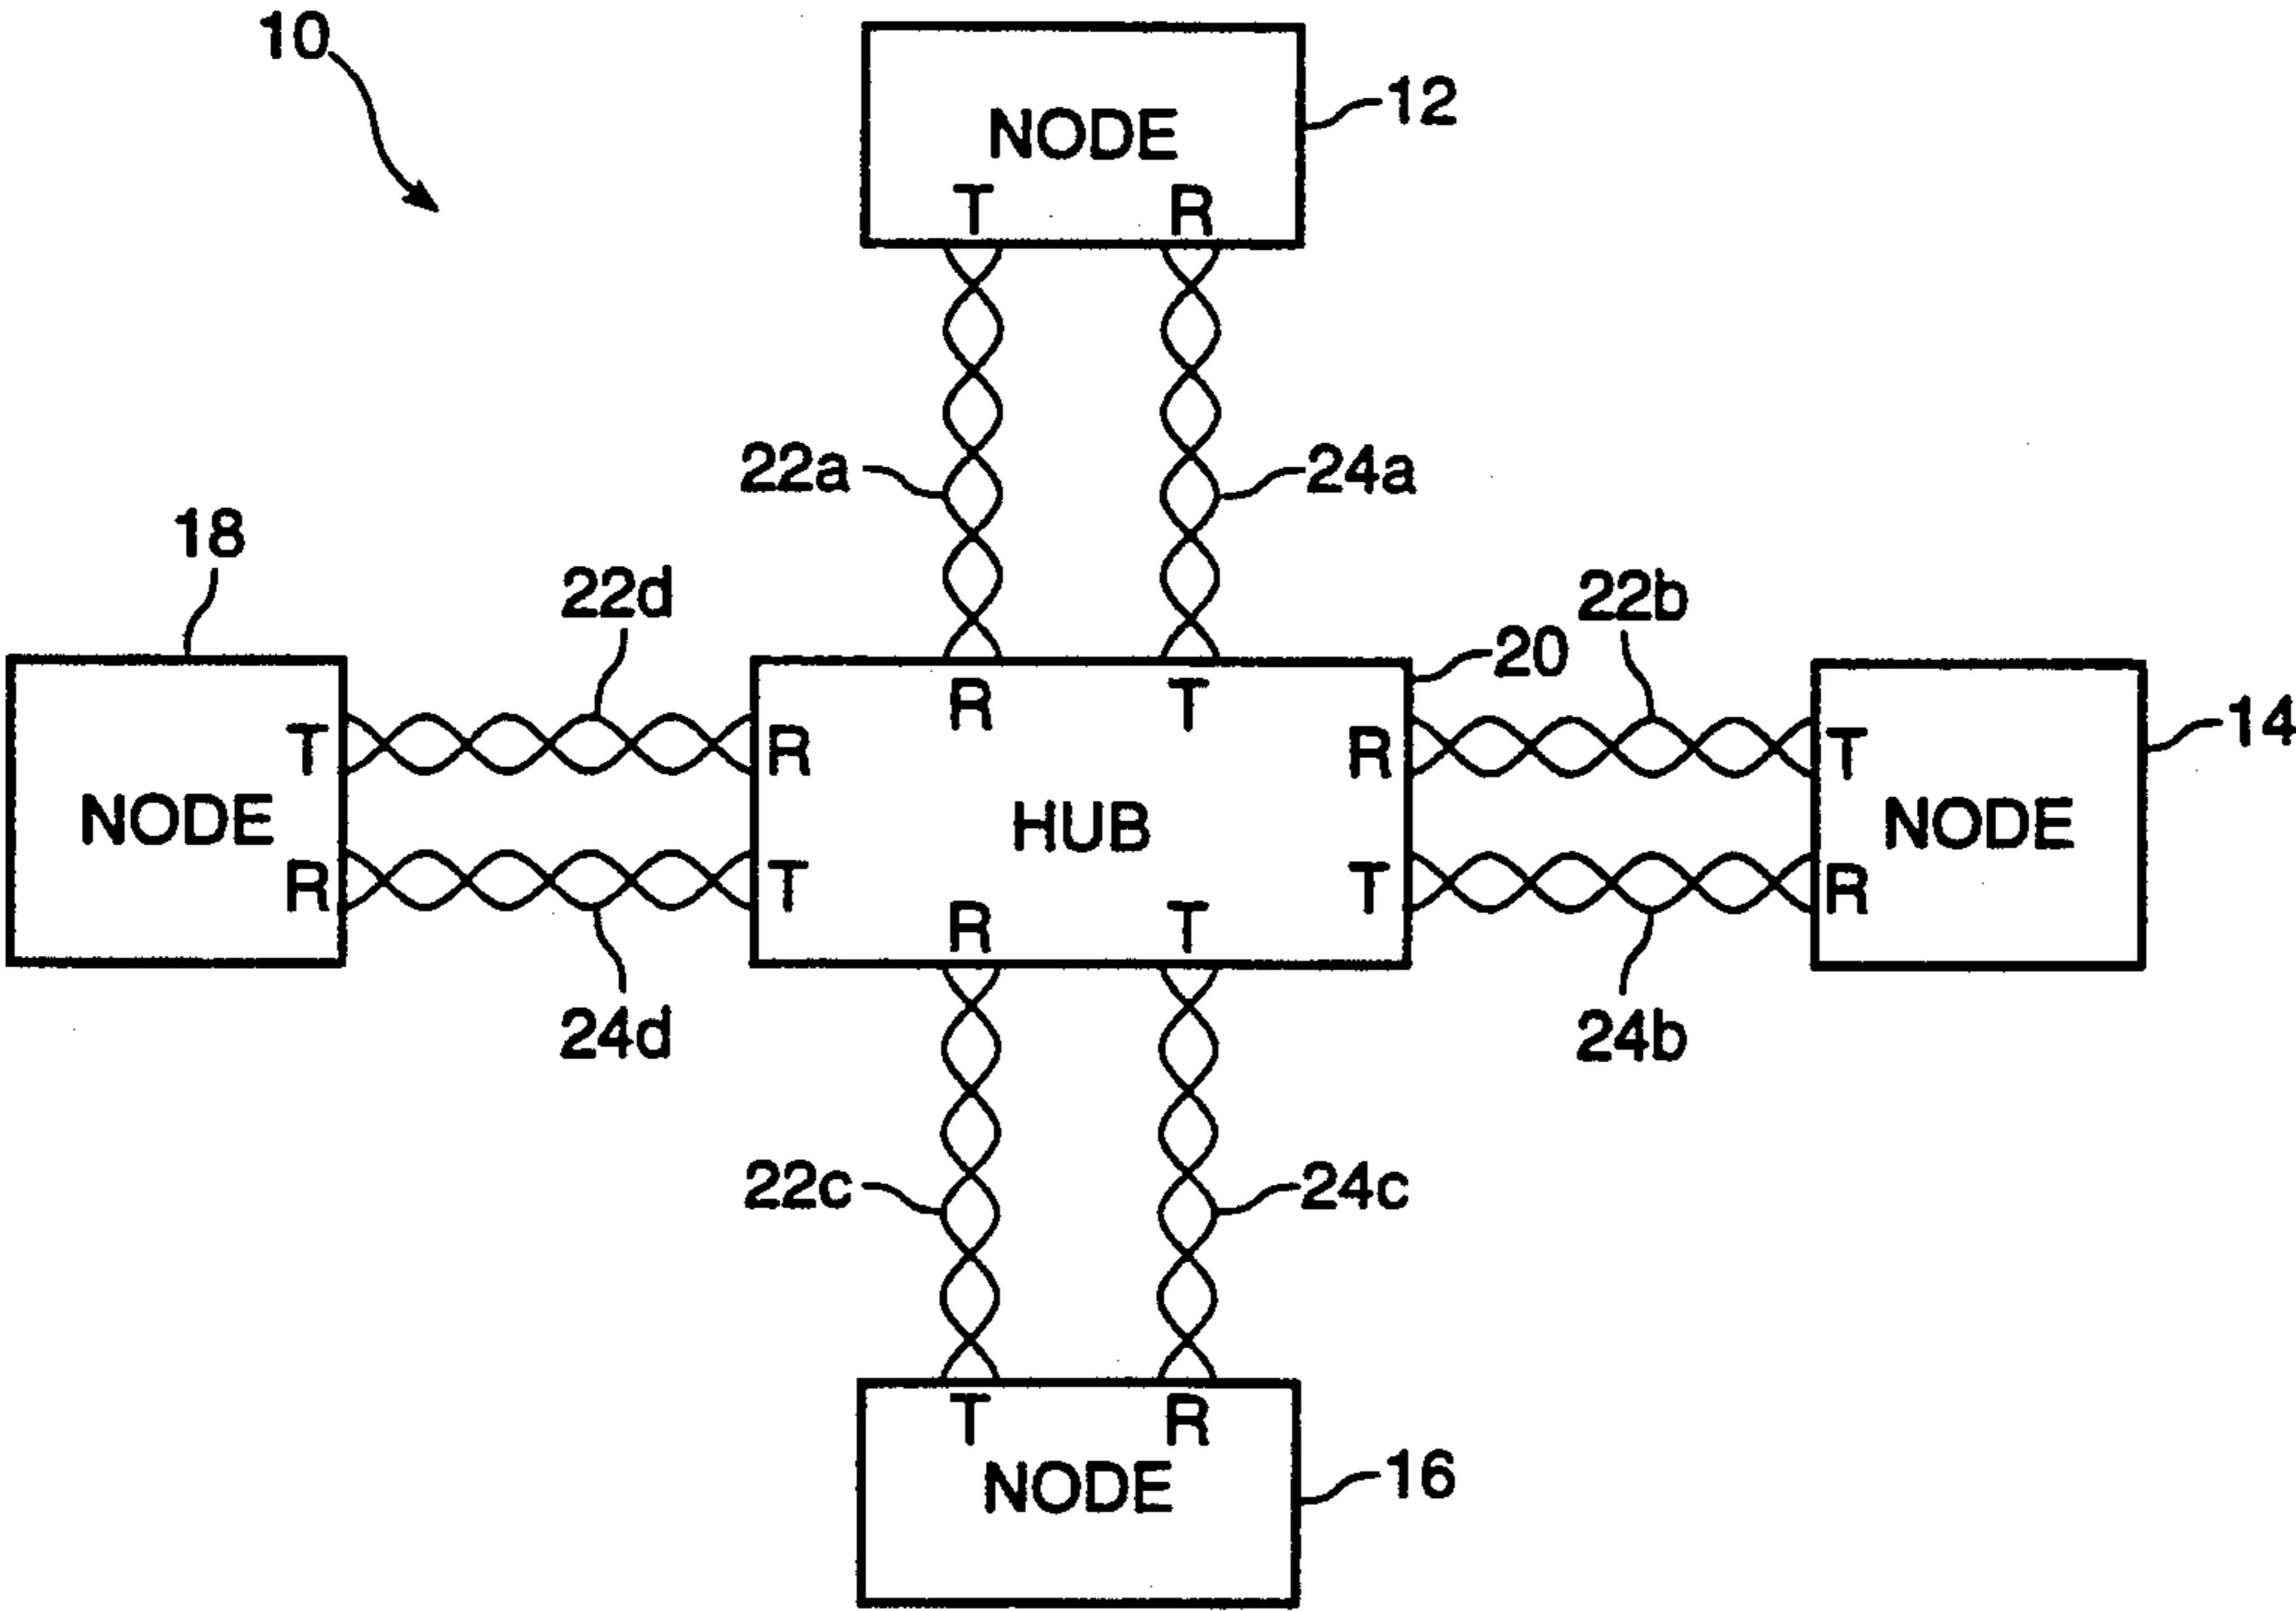 10
NODE
12
T R
22a 24a
18
22d 22b
20
R T
14
T R R T
NODE HUB NODE
R T T R
R T
24d 24b
22c 24c
T R
NODE
16